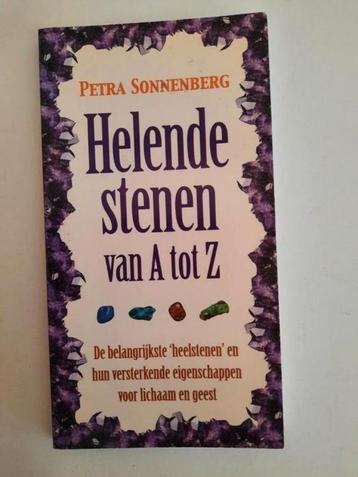 PETRA SONNENBERG
Helende
stenen
van A tot Z
De belangrijkste 'heelstenen' en
hun versterkende eigenschappen
voor lichaam en geest